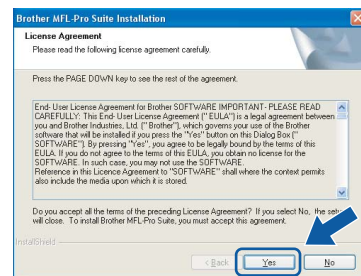 Brother MFL-Pro Suite Installation
License Agreement
Please read the following license agreement carefully.
Press the PAGE DOWN key to see the rest of the agreement.
End- User License Agreement for Brother SOFTWARE IMPORTANT- PLEASE READ
CAREFULLY: This End- User License Agreement (" EULA") is a legal agreement between
you and Brother Industries, Ltd. (" Brother"), which governs your use of the Brother
software that will be installed if you press the "Yes" button on this Dialog Box ("
SOFTWARE"). By pressing "Yes", you agree to be legally bound by the terms of this
EULA. If you do not agree to the terms of this EULA, you obtain no license for the
SOFTWARE. In such case, you may not use the SOFTWARE.
Reference in this License Agreement to "SOFTWARE" shall where the context permits
also include the media upon which it is stored.
Do you accept all the terms of the preceding License Agreement? If you select No, the setup
will close. To install Brother MFL-Pro Suite, you must accept this agreement.
InstallShield
< Back Yes No